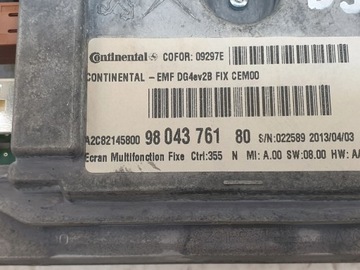 Continental COFOR: 09297E
CONTINENTAL - EMF DG4ev2B FIX CEM00
A2C82145800 98 043 761 80 S/N:022589 2013/04/03
Ecran Multifonction Fixe Ctrl:355 N MI: A.00 SW:08.00 HW: AA